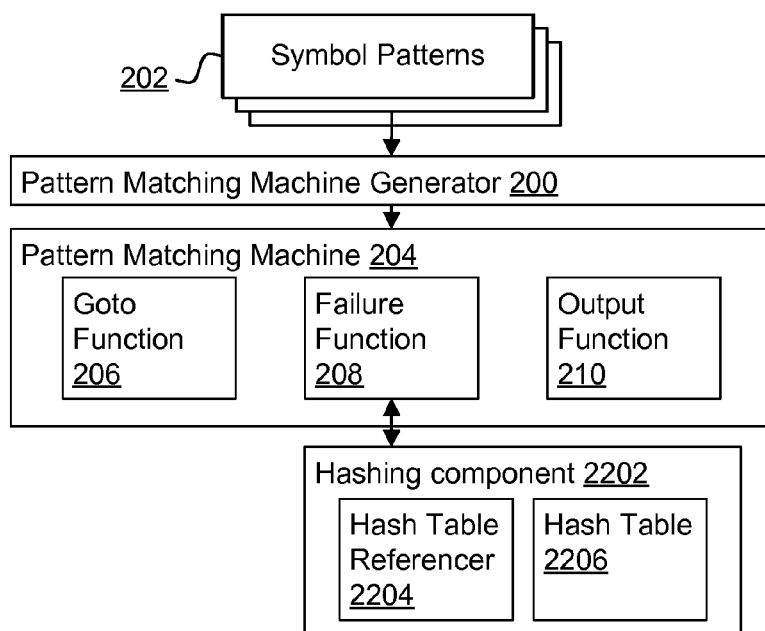 Symbol Patterns
202
Pattern Matching Machine Generator 200
Pattern Matching Machine 204
Goto
Function
206
Failure
Function
208
Output
Function
210
Hashing component 2202
Hash Table
Referencer
2204
Hash Table
2206